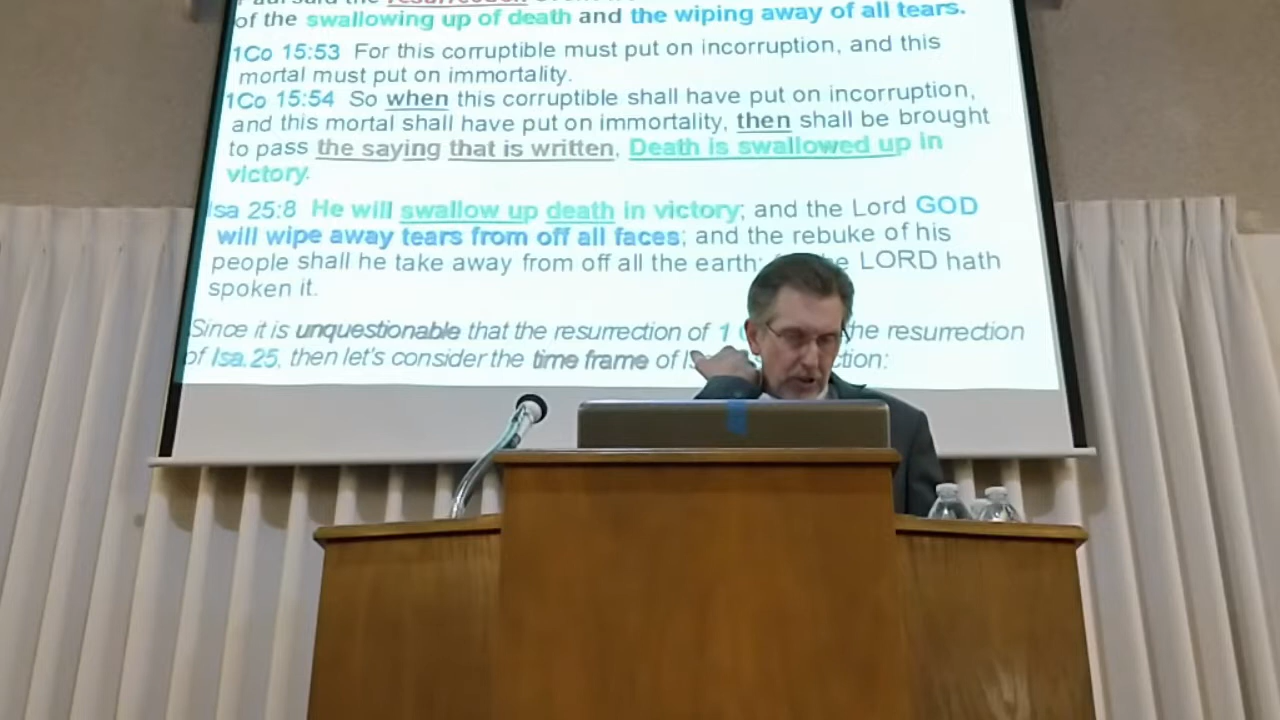 of the swallowing up of death and the wiping away of all tears.
1Co 15:53 For this corruptible must put on incorruption, and this
mortal must put on immortality.
1Co 15:54 So when this corruptible shall have put on incorruption,
and this mortal shall have put on immortality, then shall be brought
to pass the saying that is written, Death is swallowed up in
victory.
Isa 25:8 He will swallow up death in victory; and the Lord GOD
will wipe away tears from off all faces; and the rebuke of his
people shall he take away from off all the earth: LORD hath
spoken it.
Since it is unquestionable that the resurrection of 1 the resurrection
of Isa.25, then let's consider the time frame of